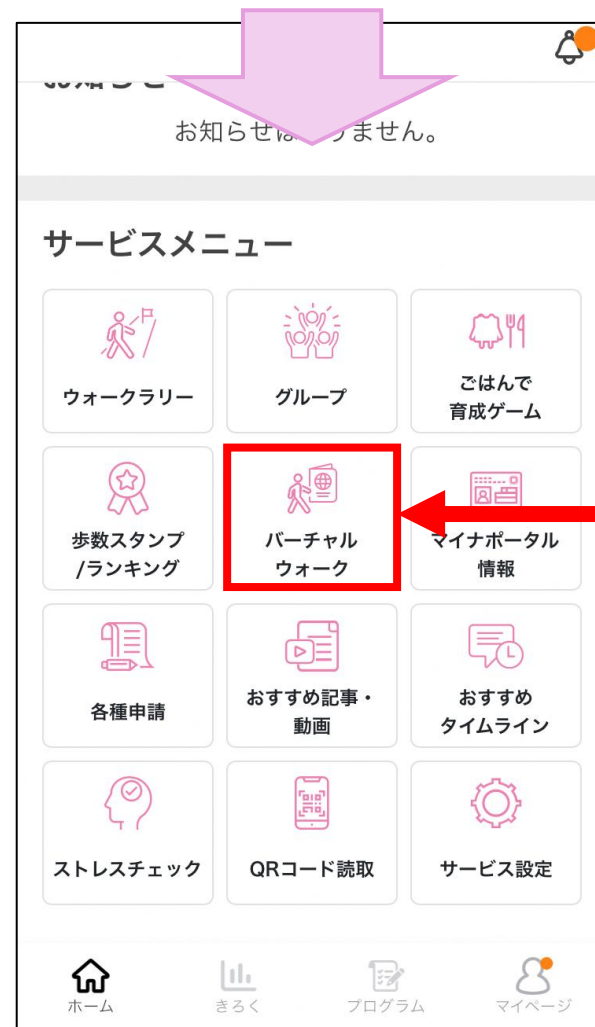 お知らせ
お知らせはありません。
サービスメニュー
ウォークラリー
グループ
ごはんで
育成ゲーム
歩数スタンプ
/ランキング
バーチャル
ウォーク
マイナポータル
情報
各種申請
おすすめ記事・
動画
おすすめ
タイムライン
ストレスチェック
QRコード読取
サービス設定
ホーム
きろく
プログラム
マイページ